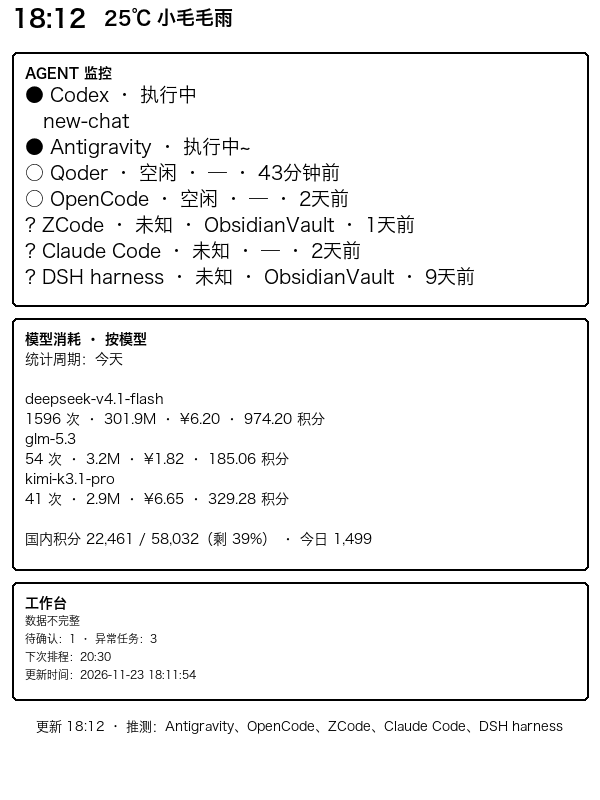 18:12 25℃ 小毛毛雨
AGENT 监控
● Codex · 执行中
new-chat
● Antigravity · 执行中~
○ Qoder · 空闲 · — · 43分钟前
○ OpenCode · 空闲 · — · 2天前
? ZCode · 未知 · ObsidianVault · 1天前
? Claude Code · 未知 · — · 2天前
? DSH harness · 未知 · ObsidianVault · 9天前
模型消耗 · 按模型
统计周期：今天
deepseek-v4.1-flash
1596 次 · 301.9M · ¥6.20 · 974.20 积分
glm-5.3
54 次 · 3.2M · ¥1.82 · 185.06 积分
kimi-k3.1-pro
41 次 · 2.9M · ¥6.65 · 329.28 积分
国内积分 22,461 / 58,032（剩 39%） · 今日 1,499
工作台
数据不完整
待确认：1 · 异常任务：3
下次排程：20:30
更新时间：2026-11-23 18:11:54
更新 18:12 · 推测：Antigravity、OpenCode、ZCode、Claude Code、DSH harness